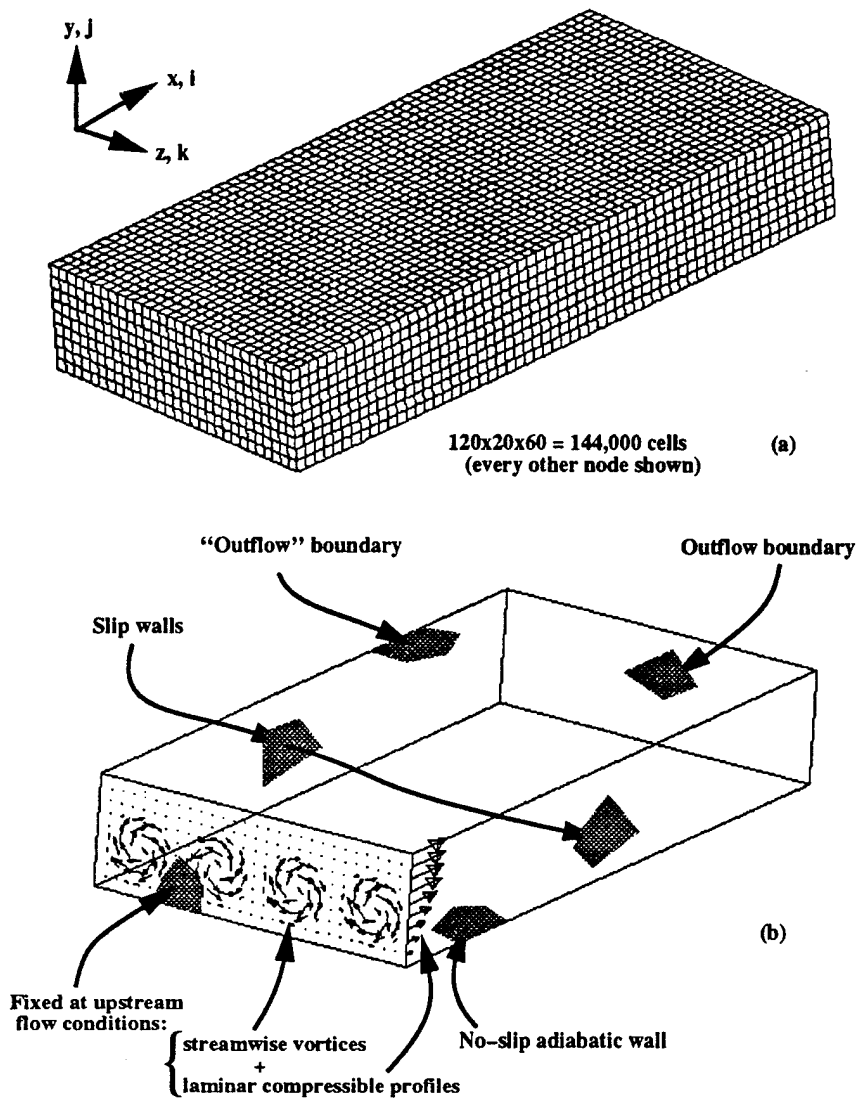 y, j
x, i
z, k
120x20x60 = 144,000 cells
(every other node shown)
(a)
“Outflow” boundary
Outflow boundary
Slip walls
(b)
Fixed at upstream
flow conditions:
streamwise vortices
+
laminar compressible profiles
No-slip adiabatic wall